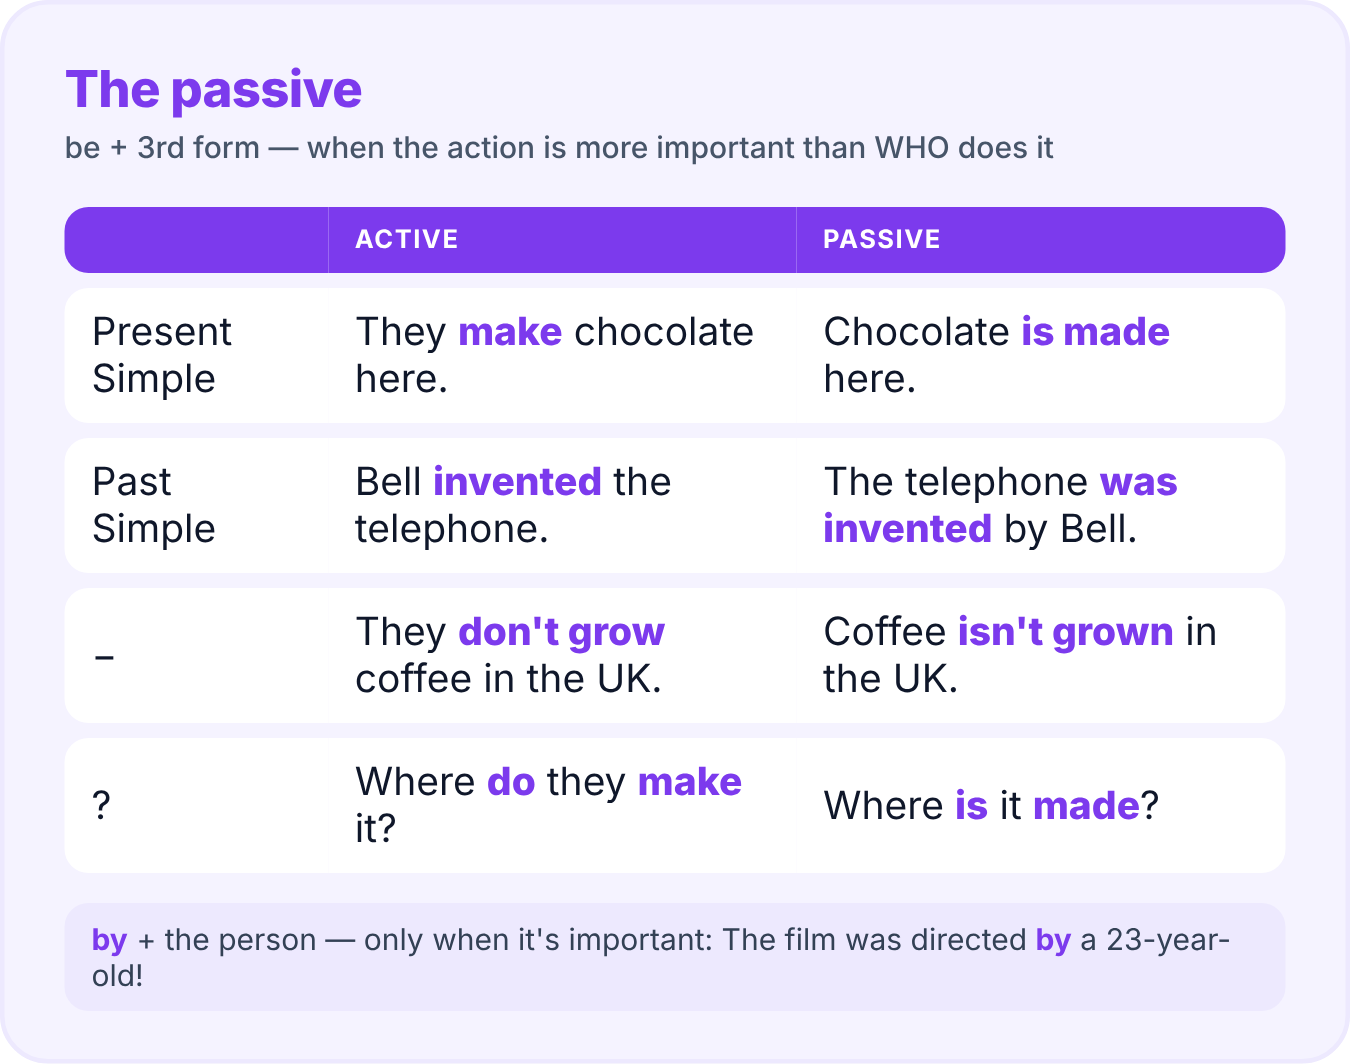 The passive
be + 3rd form — when the action is more important than WHO does it
ACTIVE PASSIVE
Present Simple
They make chocolate here.
Chocolate is made here.
Past Simple
Bell invented the telephone.
The telephone was invented by Bell.
–
They don't grow coffee in the UK.
Coffee isn't grown in the UK.
?
Where do they make it?
Where is it made?
by + the person — only when it's important: The film was directed by a 23-year-
old!